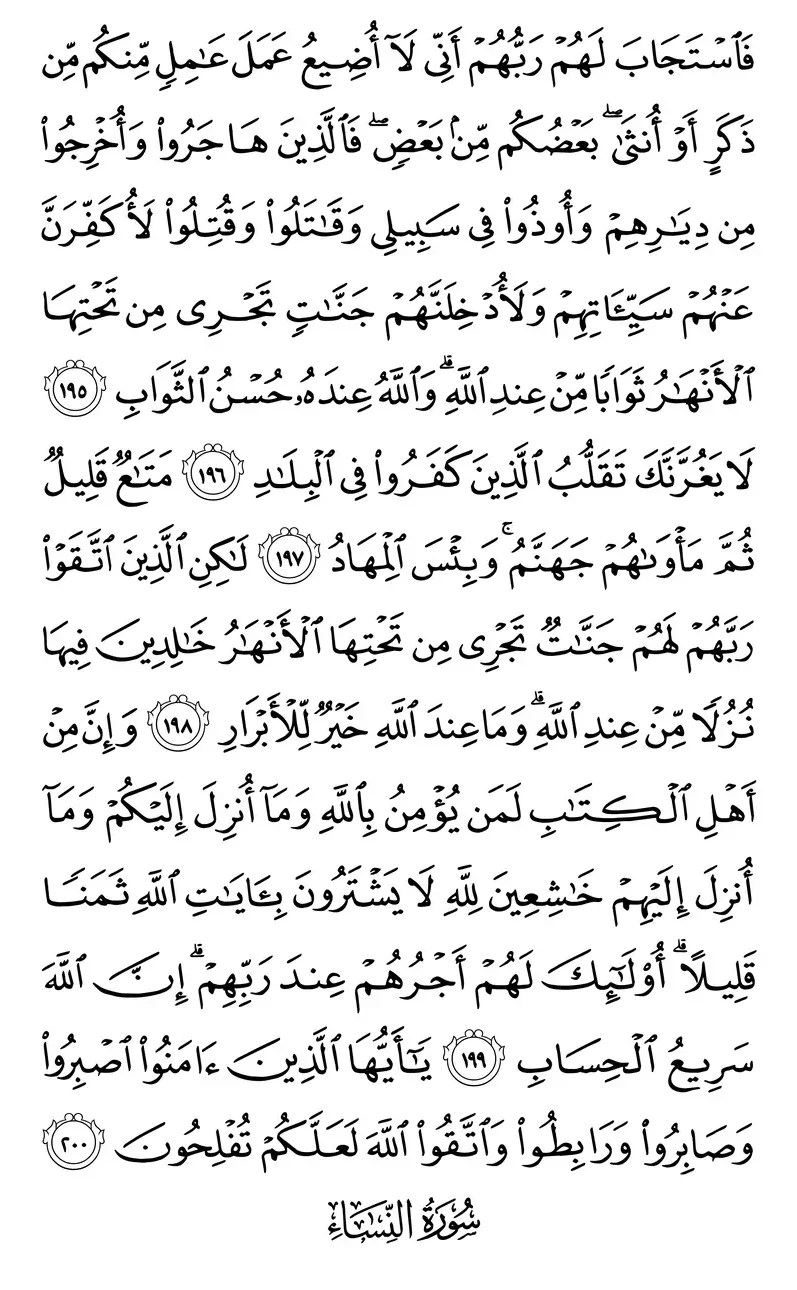 فَٱسۡتَجَابَ لَهُمۡ رَبُّهُمۡ أَنِّي لَآ أُضِيعُ عَمَلَ عَٰمِلٖ مِّنكُم مِّن
ذَكَرٍ أَوۡ أُنثَىٰۖ بَعۡضُكُم مِّنۢ بَعۡضٖۖ فَٱلَّذِينَ هَاجَرُواْ وَأُخۡرِجُواْ
مِن دِيَٰرِهِمۡ وَأُوذُواْ فِي سَبِيلِي وَقَٰتَلُواْ وَقُتِلُواْ لَأُكَفِّرَنَّ
عَنۡهُمۡ سَيِّـَٔاتِهِمۡ وَلَأُدۡخِلَنَّهُمۡ جَنَّٰتٖ تَجۡرِي مِن تَحۡتِهَا
ٱلۡأَنۡهَٰرُ ثَوَابٗا مِّنۡ عِندِ ٱللَّهِۚ وَٱللَّهُ عِندَهُۥ حُسۡنُ ٱلثَّوَابِ ١٩٥
لَا يَغُرَّنَّكَ تَقَلُّبُ ٱلَّذِينَ كَفَرُواْ فِي ٱلۡبِلَٰدِ ١٩٦ مَتَٰعٞ قَلِيلٞ
ثُمَّ مَأۡوَىٰهُمۡ جَهَنَّمُۚ وَبِئۡسَ ٱلۡمِهَادُ ١٩٧ لَٰكِنِ ٱلَّذِينَ ٱتَّقَوۡاْ
رَبَّهُمۡ لَهُمۡ جَنَّٰتٞ تَجۡرِي مِن تَحۡتِهَا ٱلۡأَنۡهَٰرُ خَٰلِدِينَ فِيهَا
نُزُلٗا مِّنۡ عِندِ ٱللَّهِۗ وَمَا عِندَ ٱللَّهِ خَيۡرٞ لِّلۡأَبۡرَارِ ١٩٨ وَإِنَّ مِنۡ
أَهۡلِ ٱلۡكِتَٰبِ لَمَن يُؤۡمِنُ بِٱللَّهِ وَمَآ أُنزِلَ إِلَيۡكُمۡ وَمَآ
أُنزِلَ إِلَيۡهِمۡ خَٰشِعِينَ لِلَّهِ لَا يَشۡتَرُونَ بِـَٔايَٰتِ ٱللَّهِ ثَمَنٗا
قَلِيلًاۗ أُوْلَٰٓئِكَ لَهُمۡ أَجۡرُهُمۡ عِندَ رَبِّهِمۡۗ إِنَّ ٱللَّهَ
سَرِيعُ ٱلۡحِسَابِ ١٩٩ يَٰٓأَيُّهَا ٱلَّذِينَ ءَامَنُواْ ٱصۡبِرُواْ
وَصَابِرُواْ وَرَابِطُواْ وَٱتَّقُواْ ٱللَّهَ لَعَلَّكُمۡ تُفۡلِحُونَ ٢٠٠
سُورَةُ النِّسَاءِ